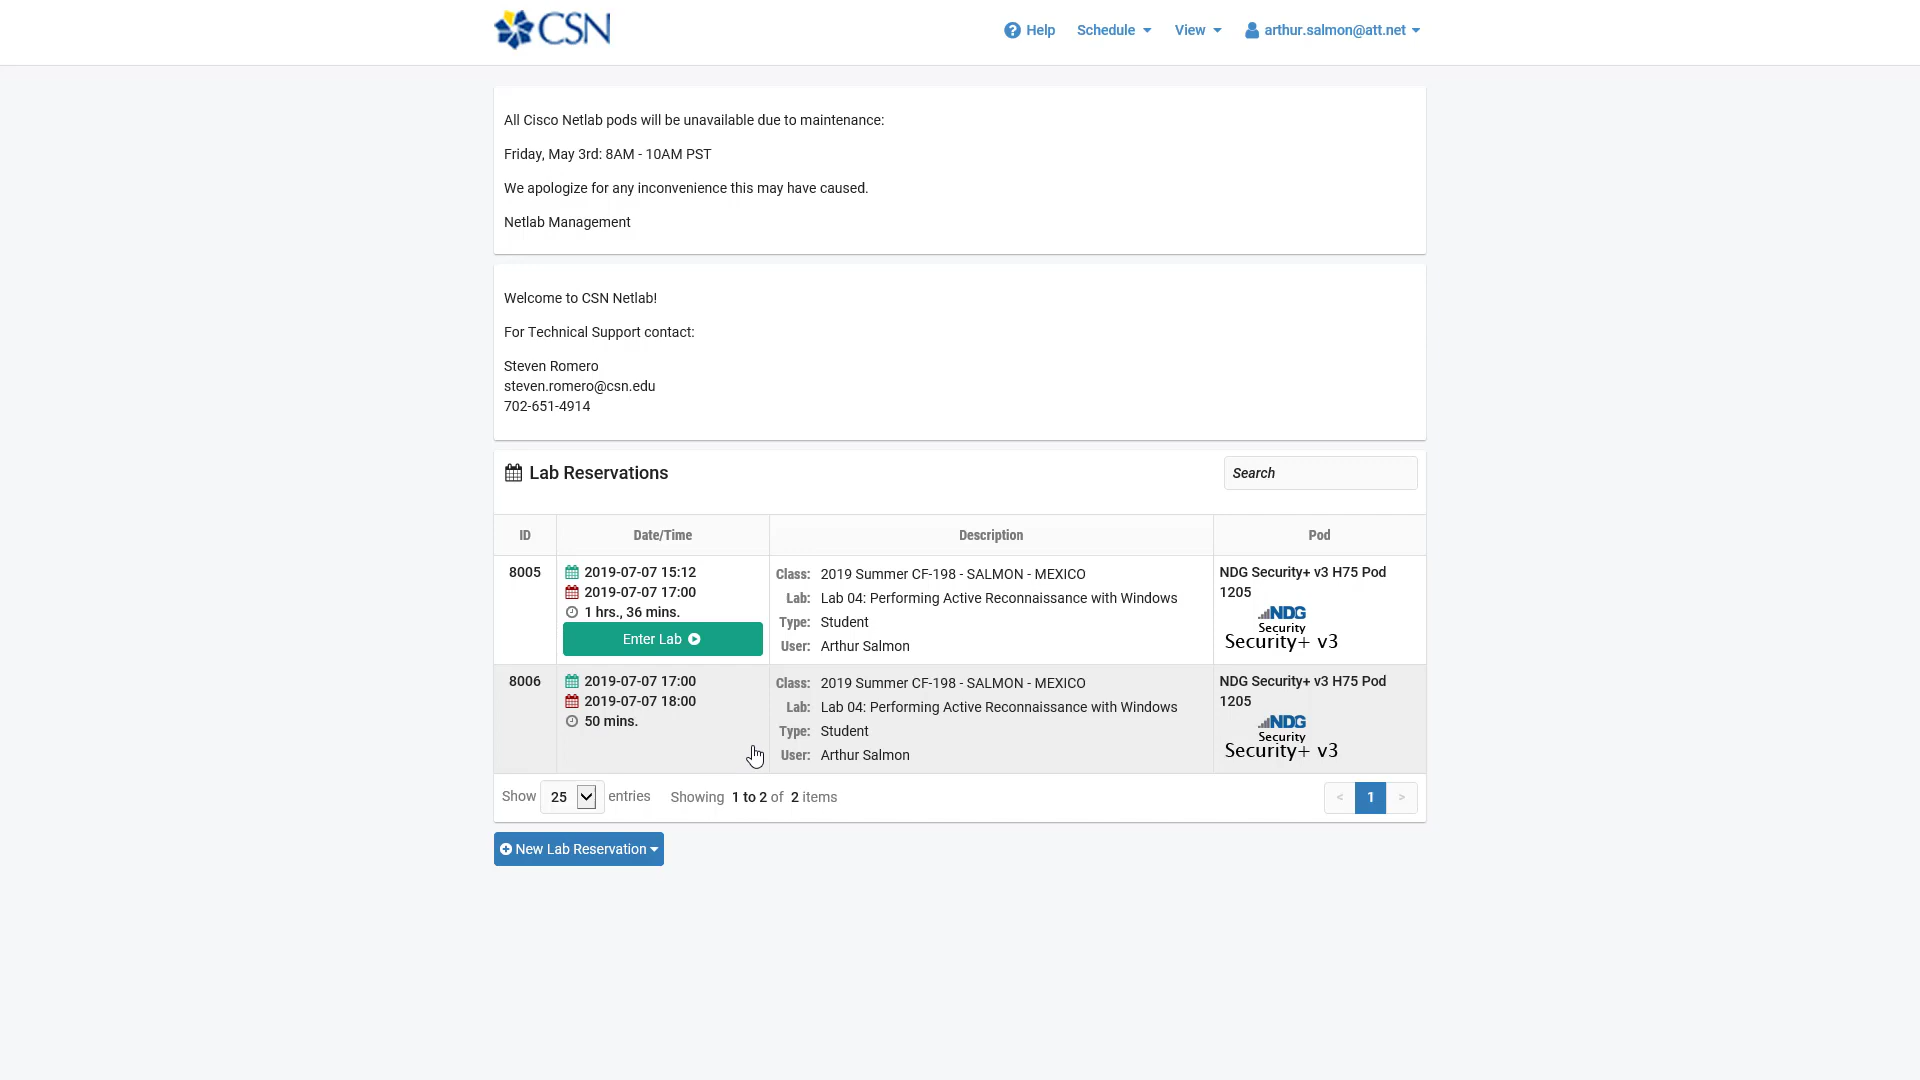 CSN
Help Schedule View arthur.salmon@att.net
All Cisco Netlab pods will be unavailable due to maintenance:
Friday, May 3rd: 8AM - 10AM PST
We apologize for any inconvenience this may have caused.
Netlab Management
Welcome to CSN Netlab!
For Technical Support contact:
Steven Romero
steven.romero@csn.edu
702-651-4914
Lab Reservations
Search
ID Date/Time Description Pod
8005
2019-07-07 15:12
2019-07-07 17:00
1 hrs., 36 mins.
Enter Lab
Class: 2019 Summer CF-198 - SALMON - MEXICO
Lab: Lab 04: Performing Active Reconnaissance with Windows
Type: Student
User: Arthur Salmon
NDG Security+ v3 H75 Pod
1205
NDG
Security
Security+ v3
8006
2019-07-07 17:00
2019-07-07 18:00
50 mins.
Class: 2019 Summer CF-198 - SALMON - MEXICO
Lab: Lab 04: Performing Active Reconnaissance with Windows
Type: Student
User: Arthur Salmon
NDG Security+ v3 H75 Pod
1205
NDG
Security
Security+ v3
Show 25 entries Showing 1 to 2 of 2 items < 1 >
New Lab Reservation